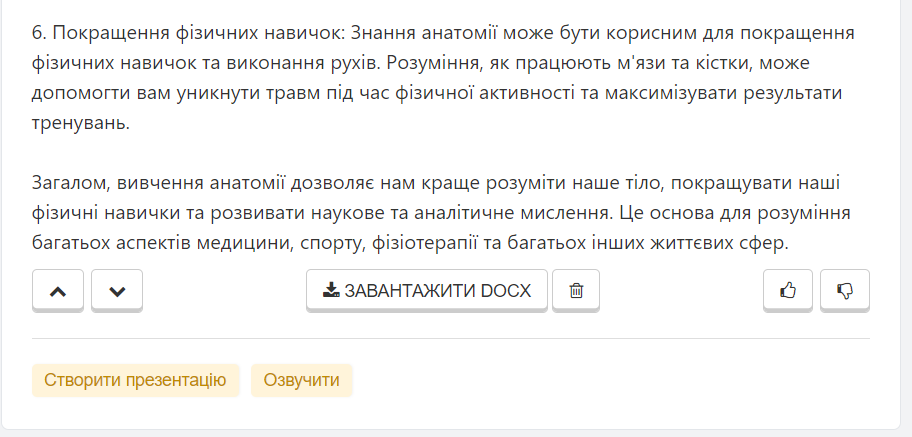 6. Покращення фізичних навичок: Знання анатомії може бути корисним для покращення
фізичних навичок та виконання рухів. Розуміння, як працюють м'язи та кістки, може
допомогти вам уникнути травм під час фізичної активності та максимізувати результати
тренувань.
Загалом, вивчення анатомії дозволяє нам краще розуміти наше тіло, покращувати наші
фізичні навички та розвивати наукове та аналітичне мислення. Це основа для розуміння
багатьох аспектів медицини, спорту, фізіотерапії та багатьох інших життєвих сфер.
ЗАВАНТАЖИТИ DOCX
Створити презентацію
Озвучити